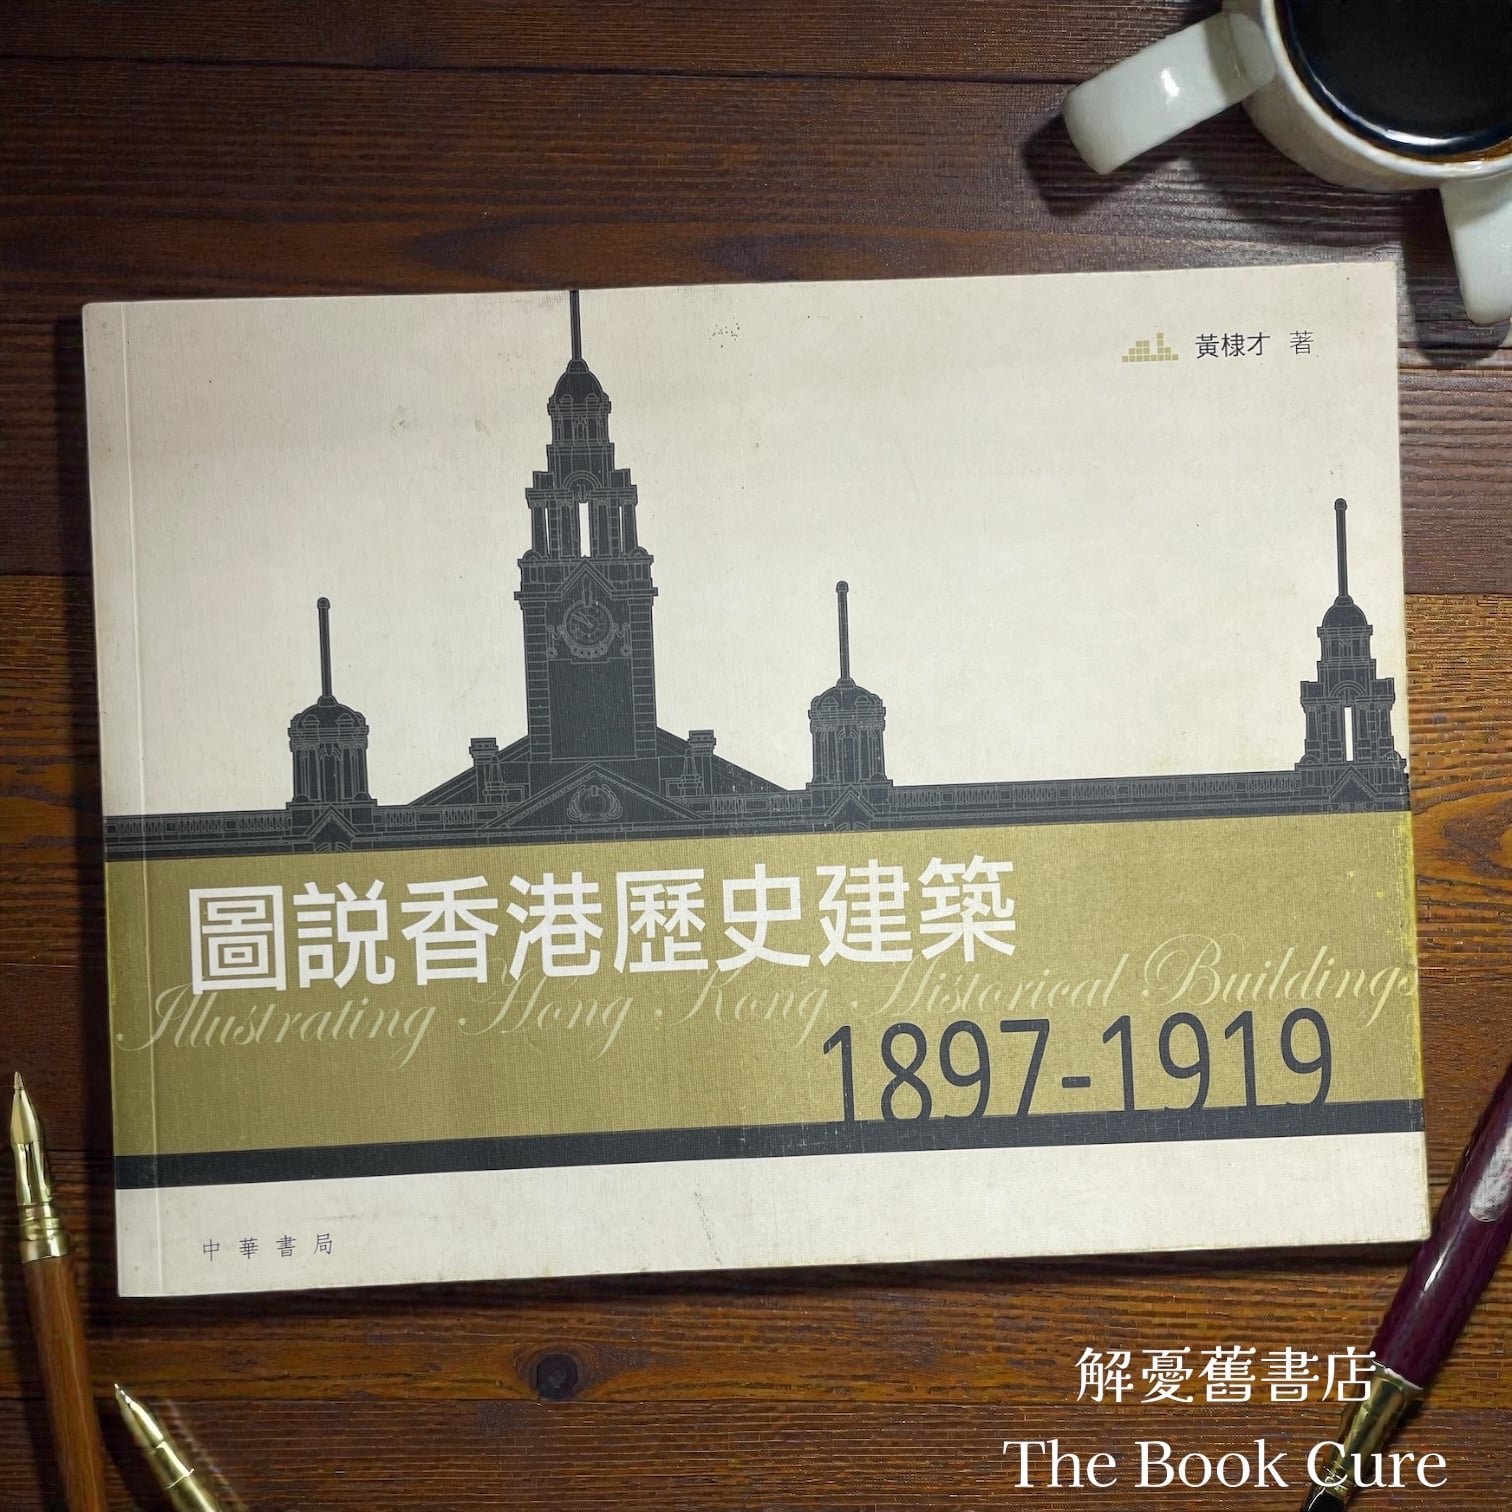 黃棣才 著
圖説香港歷史建築
Illustrating Hong Kong Historical Buildings
1897-1919
中華書局
解憂舊書店
The Book Cure